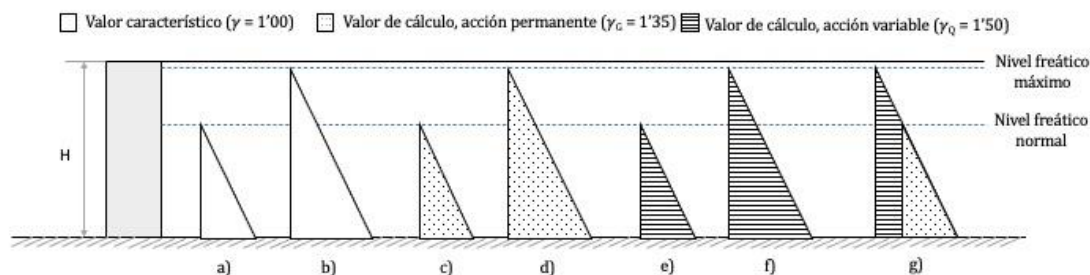 Valor característico (γ = 1'00) Valor de cálculo, acción permanente (γG = 1'35) Valor de cálculo, acción variable (γQ = 1'50)
Nivel freático
máximo
Nivel freático
normal
H
a) b) c) d) e) f) g)